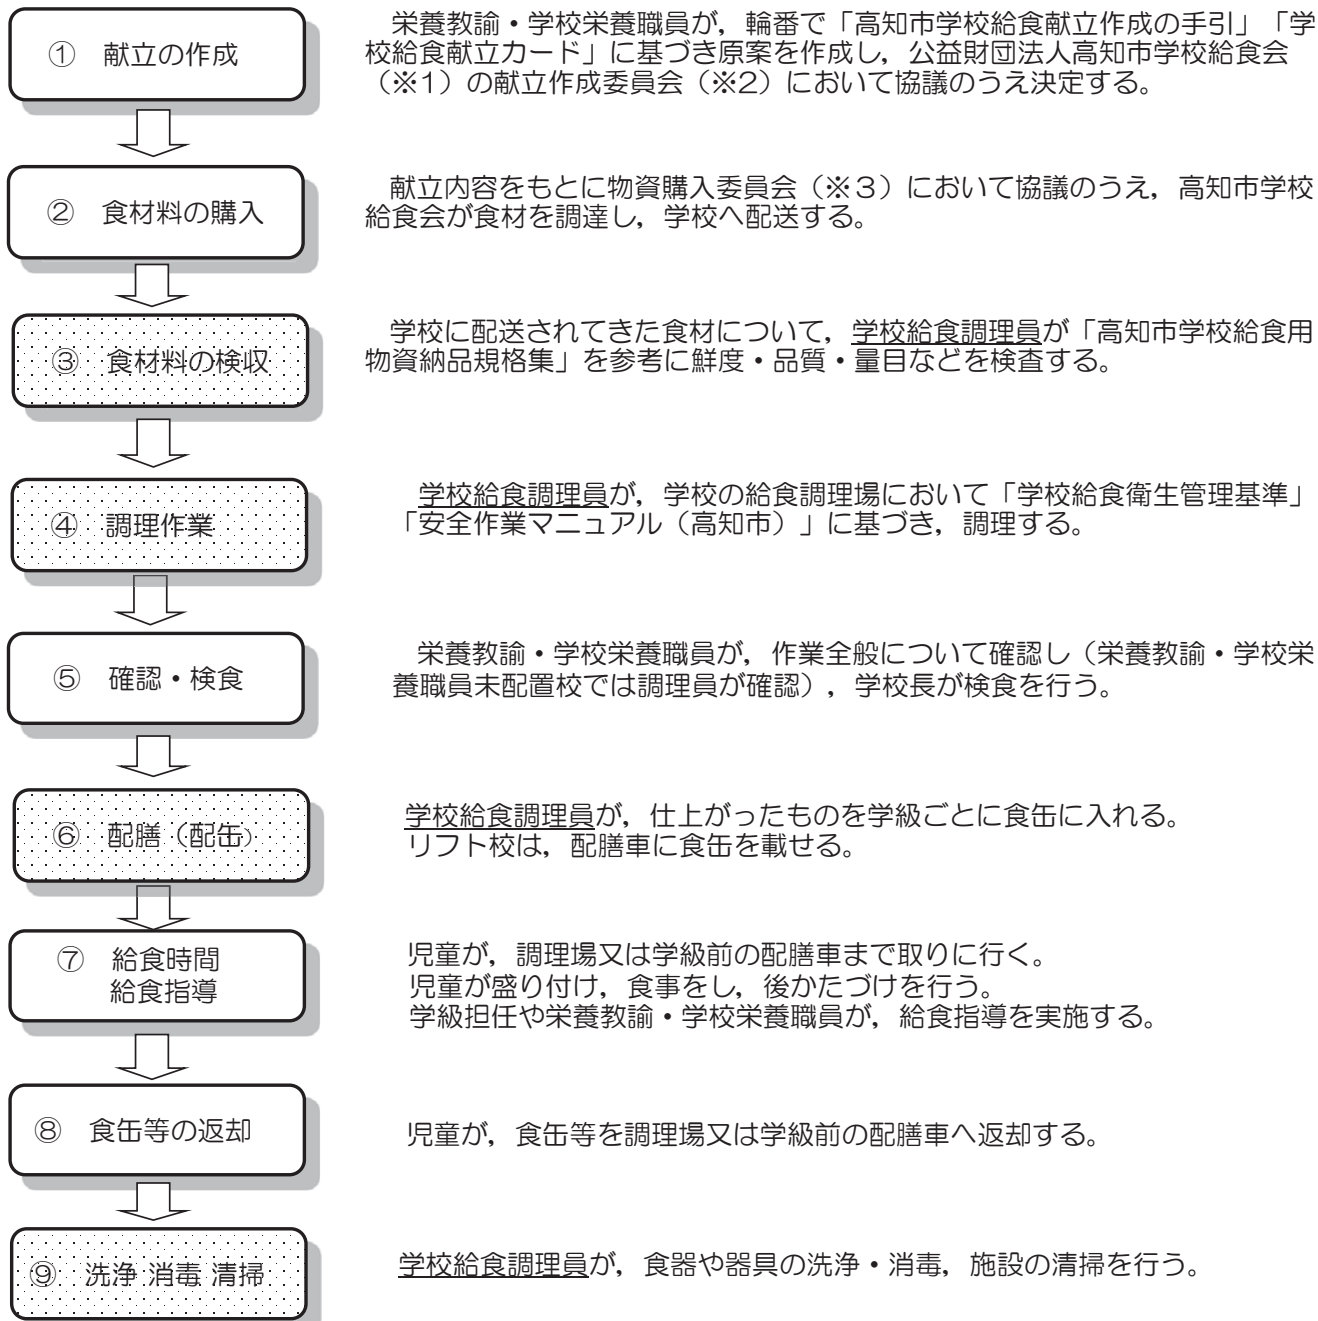 ① 献立の作成
栄養教諭・学校栄養職員が，輪番で「高知市学校給食献立作成の手引」「学
校給食献立カード」に基づき原案を作成し，公益財団法人高知市学校給食会
（※1）の献立作成委員会（※2）において協議のうえ決定する。
② 食材料の購入
献立内容をもとに物資購入委員会（※３）において協議のうえ，高知市学校
給食会が食材を調達し，学校へ配送する。
③ 食材料の検収
学校に配送されてきた食材について，学校給食調理員が「高知市学校給食用
物資納品規格集」を参考に鮮度・品質・量目などを検査する。
④ 調理作業
学校給食調理員が，学校の給食調理場において「学校給食衛生管理基準」
「安全作業マニュアル（高知市）」に基づき，調理する。
⑤ 確認・検食
栄養教諭・学校栄養職員が，作業全般について確認し（栄養教諭・学校栄
養職員未配置校では調理員が確認），学校長が検食を行う。
⑥ 配膳（配缶）
学校給食調理員が，仕上がったものを学級ごとに食缶に入れる。
リフト校は，配膳車に食缶を載せる。
⑦ 給食時間
給食指導
児童が，調理場又は学級前の配膳車まで取りに行く。
児童が盛り付け，食事をし，後かたづけを行う。
学級担任や栄養教諭・学校栄養職員が，給食指導を実施する。
⑧ 食缶等の返却
児童が，食缶等を調理場又は学級前の配膳車へ返却する。
⑨ 洗浄 消毒 清掃
学校給食調理員が，食器や器具の洗浄・消毒，施設の清掃を行う。